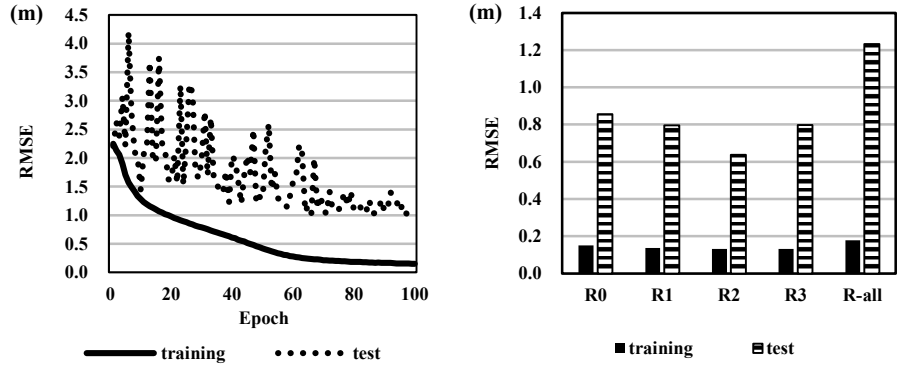 (m)
4.5
4.0
3.5
3.0
2.5
2.0
1.5
1.0
0.5
0.0
RMSE
0 20 40 60 80 100
Epoch
training test
(m)
1.4
1.2
1.0
0.8
0.6
0.4
0.2
0.0
RMSE
R0 R1 R2 R3 R-all
training test